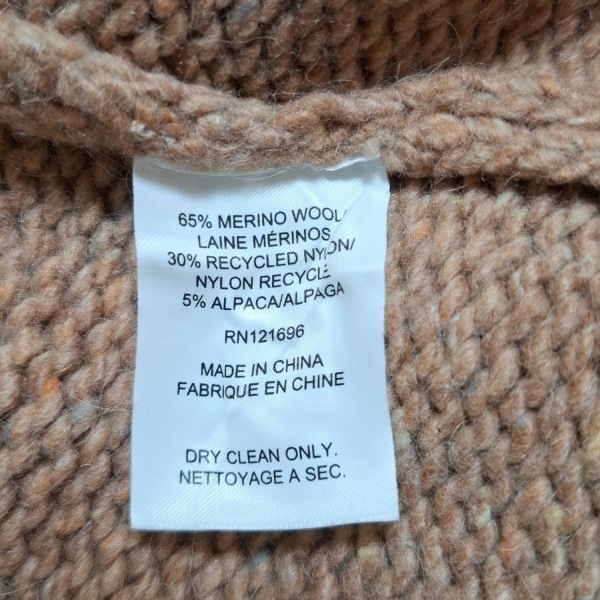 65% MERINO WOOL/
LAINE MÉRINOS
30% RECYCLED NYLON/
NYLON RECYCLÉ
5% ALPACA/ALPAGA
RN121696
MADE IN CHINA
FABRIQUE EN CHINE
DRY CLEAN ONLY.
NETTOYAGE A SEC.